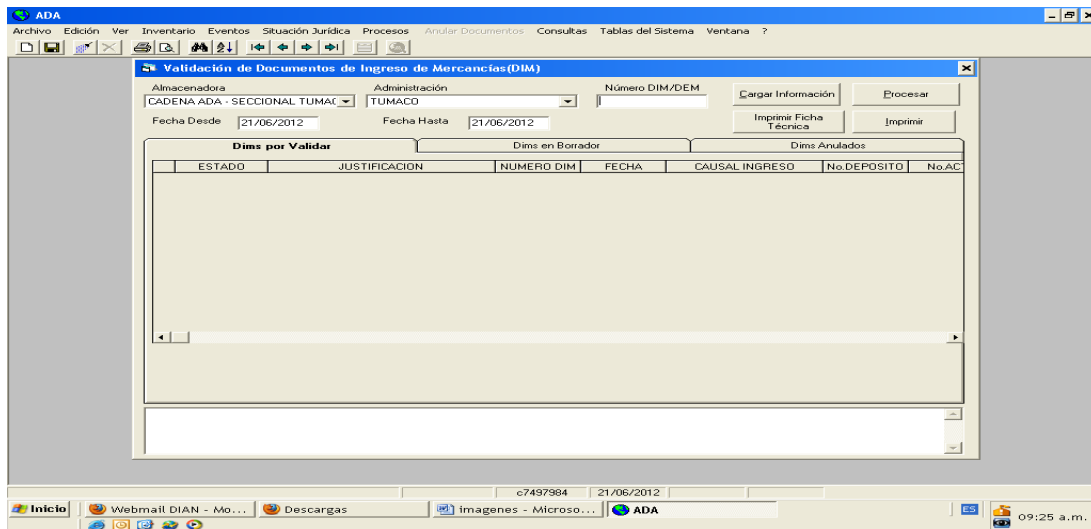 ADA
Archivo Edición Ver Inventario Eventos Situación Jurídica Procesos Anular Documentos Consultas Tablas del Sistema Ventana ?
Validación de Documentos de Ingreso de Mercancías(DIM)
Almacenadora Administración Número DIM/DEM
CADENA ADA - SECCIONAL TUMAC TUMACO
Cargar Información Procesar
Fecha Desde 21/06/2012 Fecha Hasta 21/06/2012
Imprimir Ficha Técnica Imprimir
Dims por Validar Dims en Borrador Dims Anulados
ESTADO JUSTIFICACION NUMERO DIM FECHA CAUSAL INGRESO No.DEPOSITO No.AC
c7497984 21/06/2012
Inicio Webmail DIAN - Mo... Descargas imagenes - Microso... ADA ES 09:25 a.m.